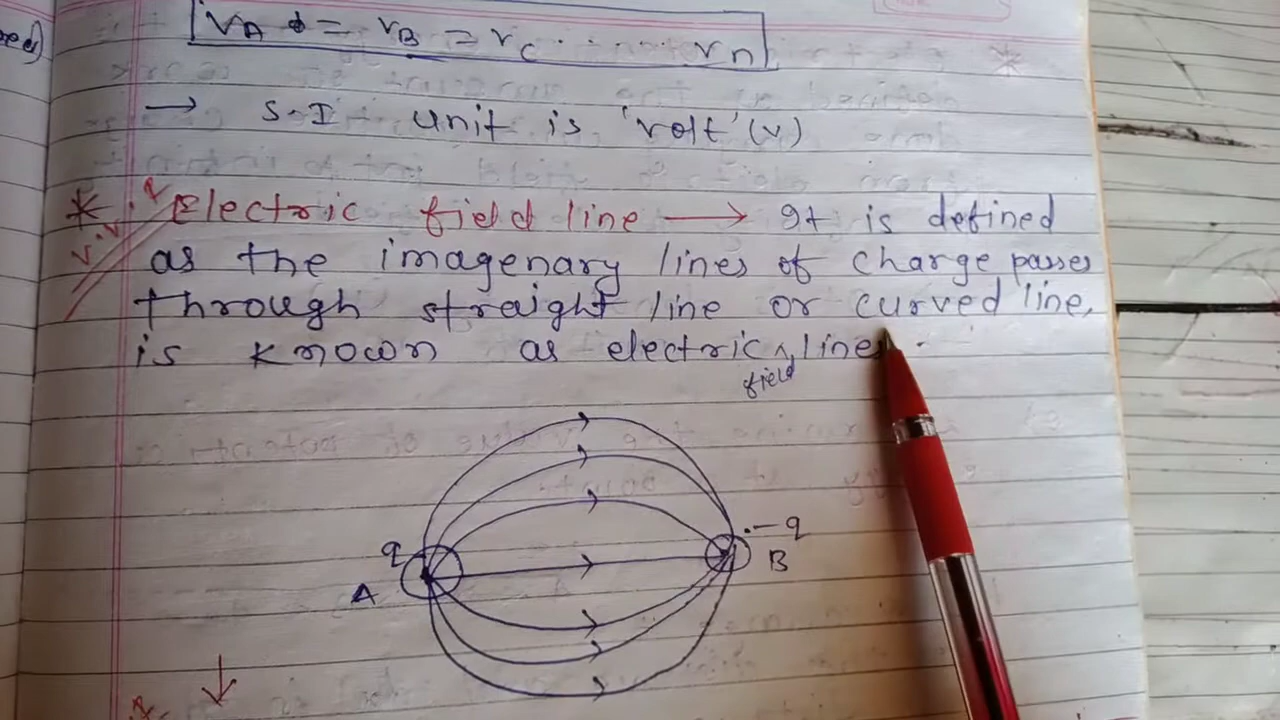 VA = VB = VC ..... Vn
→ S.I unit is 'volt' (v)
* V.V. Electric field line → It is defined
as the imagenary lines of charge passes
through straight line or curved line,
is known as electric field line.
q
A
-q
B